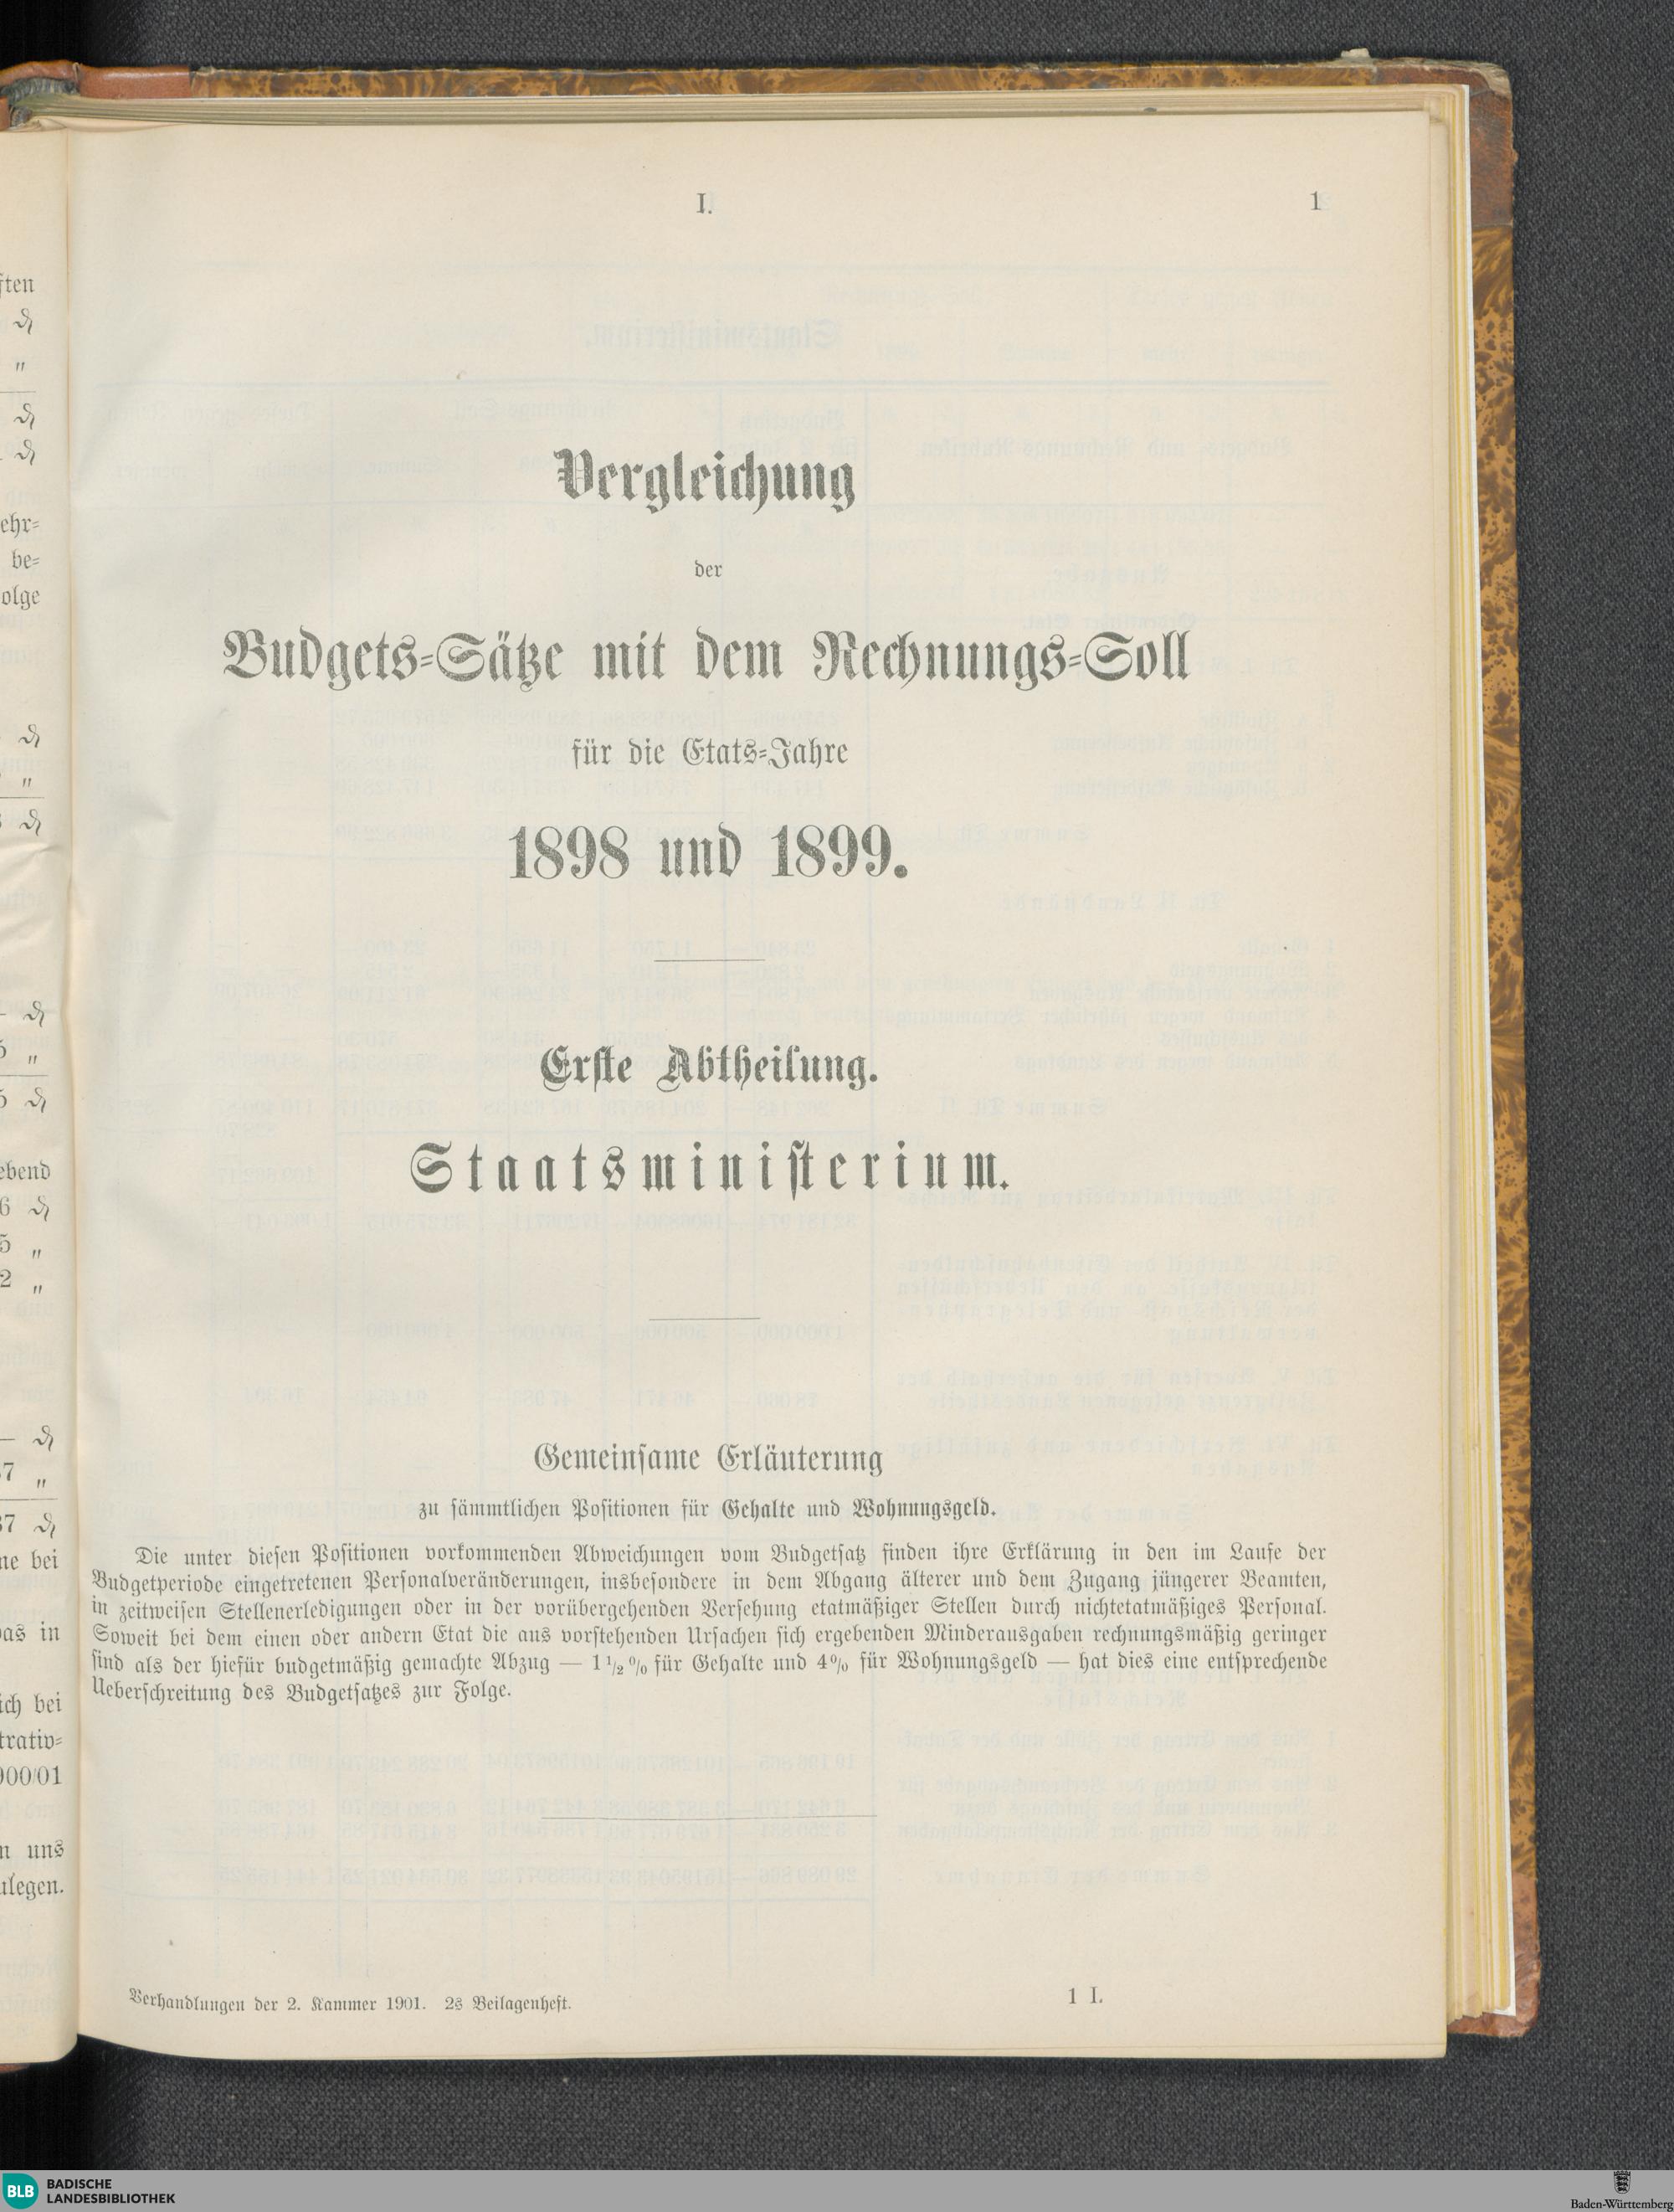 I. 1
Vergleichung
der
Budgets-Sätze mit dem Rechnungs-Soll
für die Etats-Jahre
1898 und 1899.
Erste Abtheilung.
Staatsministerium.
Gemeinsame Erläuterung
zu sämmtlichen Positionen für Gehalte und Wohnungsgeld.
Die unter diesen Positionen vorkommenden Abweichungen vom Budgetsatz finden ihre Erklärung in den im Laufe der
Budgetperiode eingetretenen Personalveränderungen, insbesondere in dem Abgang älterer und dem Zugang jüngerer Beamten,
in zeitweisen Stellenerledigungen oder in der vorübergehenden Versehung etatmäßiger Stellen durch nichtetatmäßiges Personal.
Soweit bei dem einen oder andern Etat die aus vorstehenden Ursachen sich ergebenden Minderausgaben rechnungsmäßig geringer
sind als der hiefür budgetmäßig gemachte Abzug — 1 1/2 % für Gehalte und 4% für Wohnungsgeld — hat dies eine entsprechende
Ueberschreitung des Budgetsatzes zur Folge.
Verhandlungen der 2. Kammer 1901. 2s Beilagenheft. 1 I.
BLB BADISCHE
LANDESBIBLIOTHEK
Baden-Württemberg